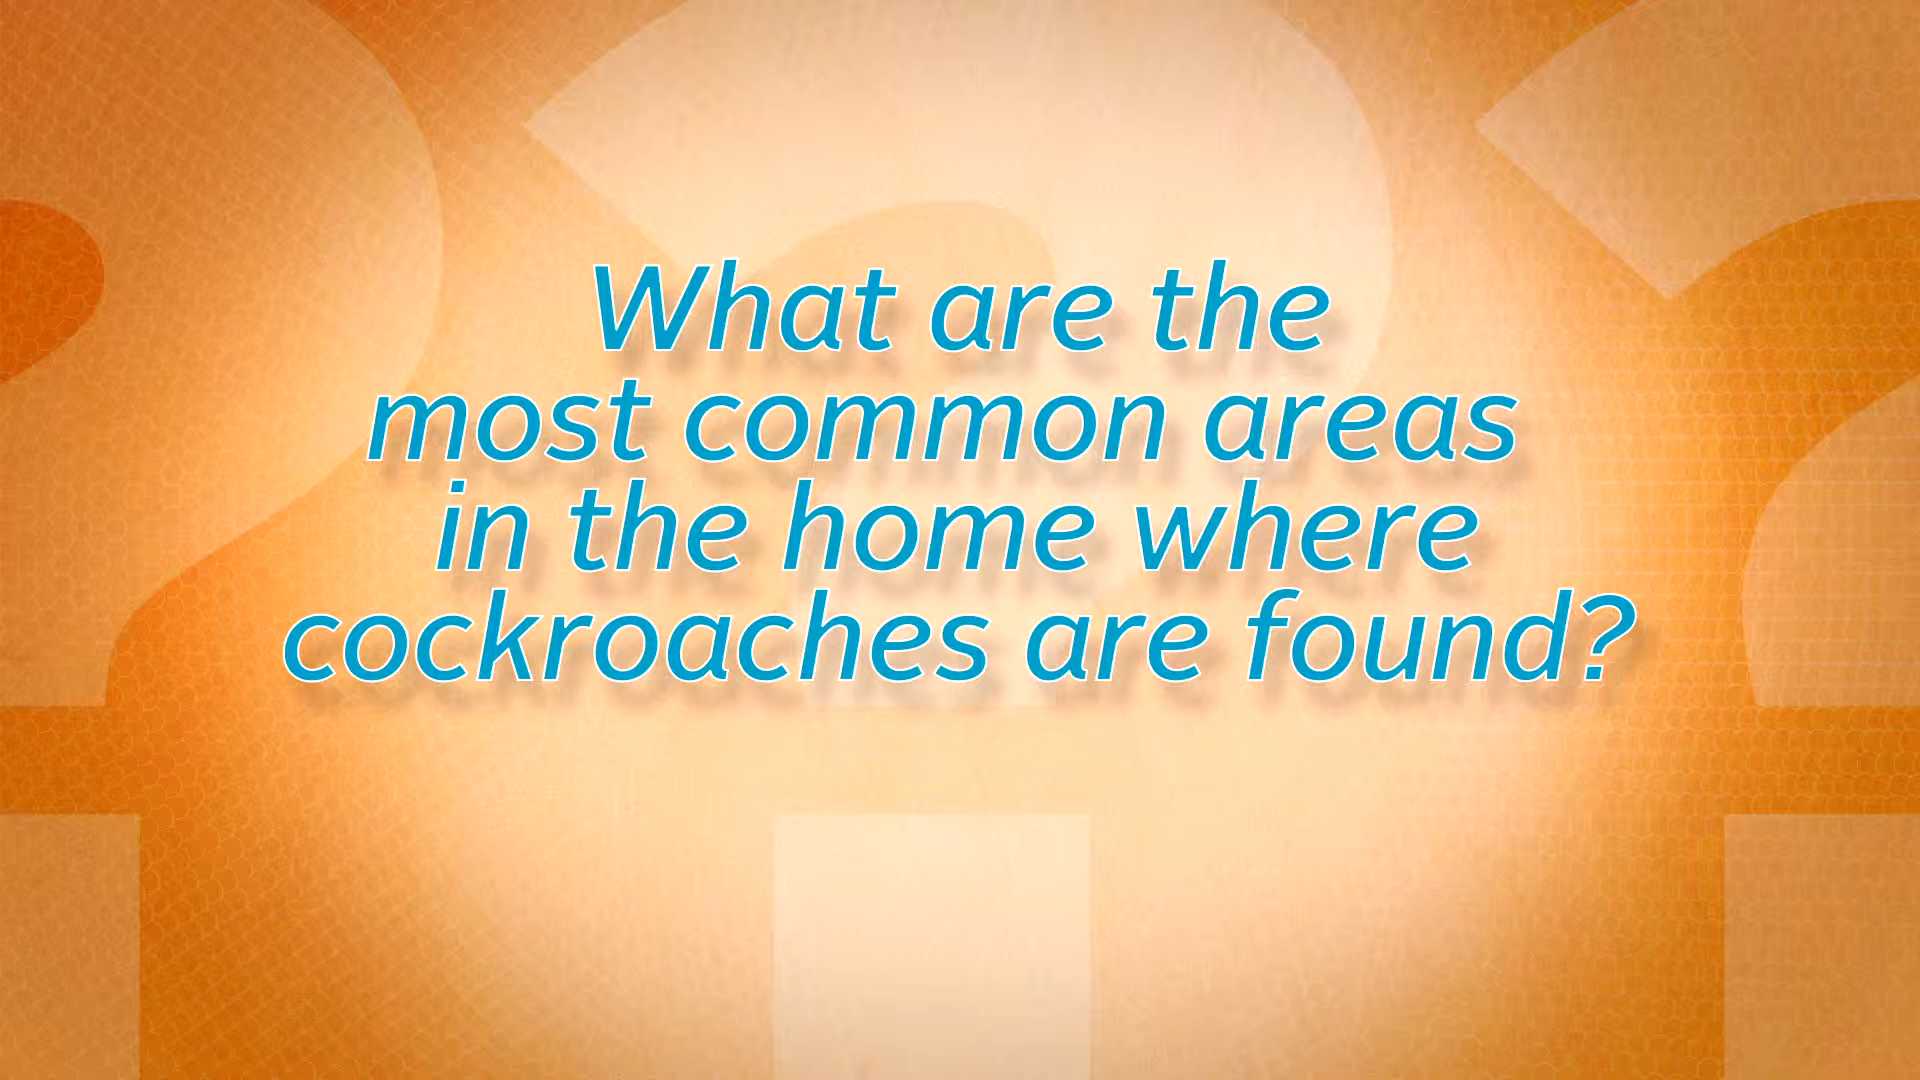 What are the
most common areas
in the home where
cockroaches are found?